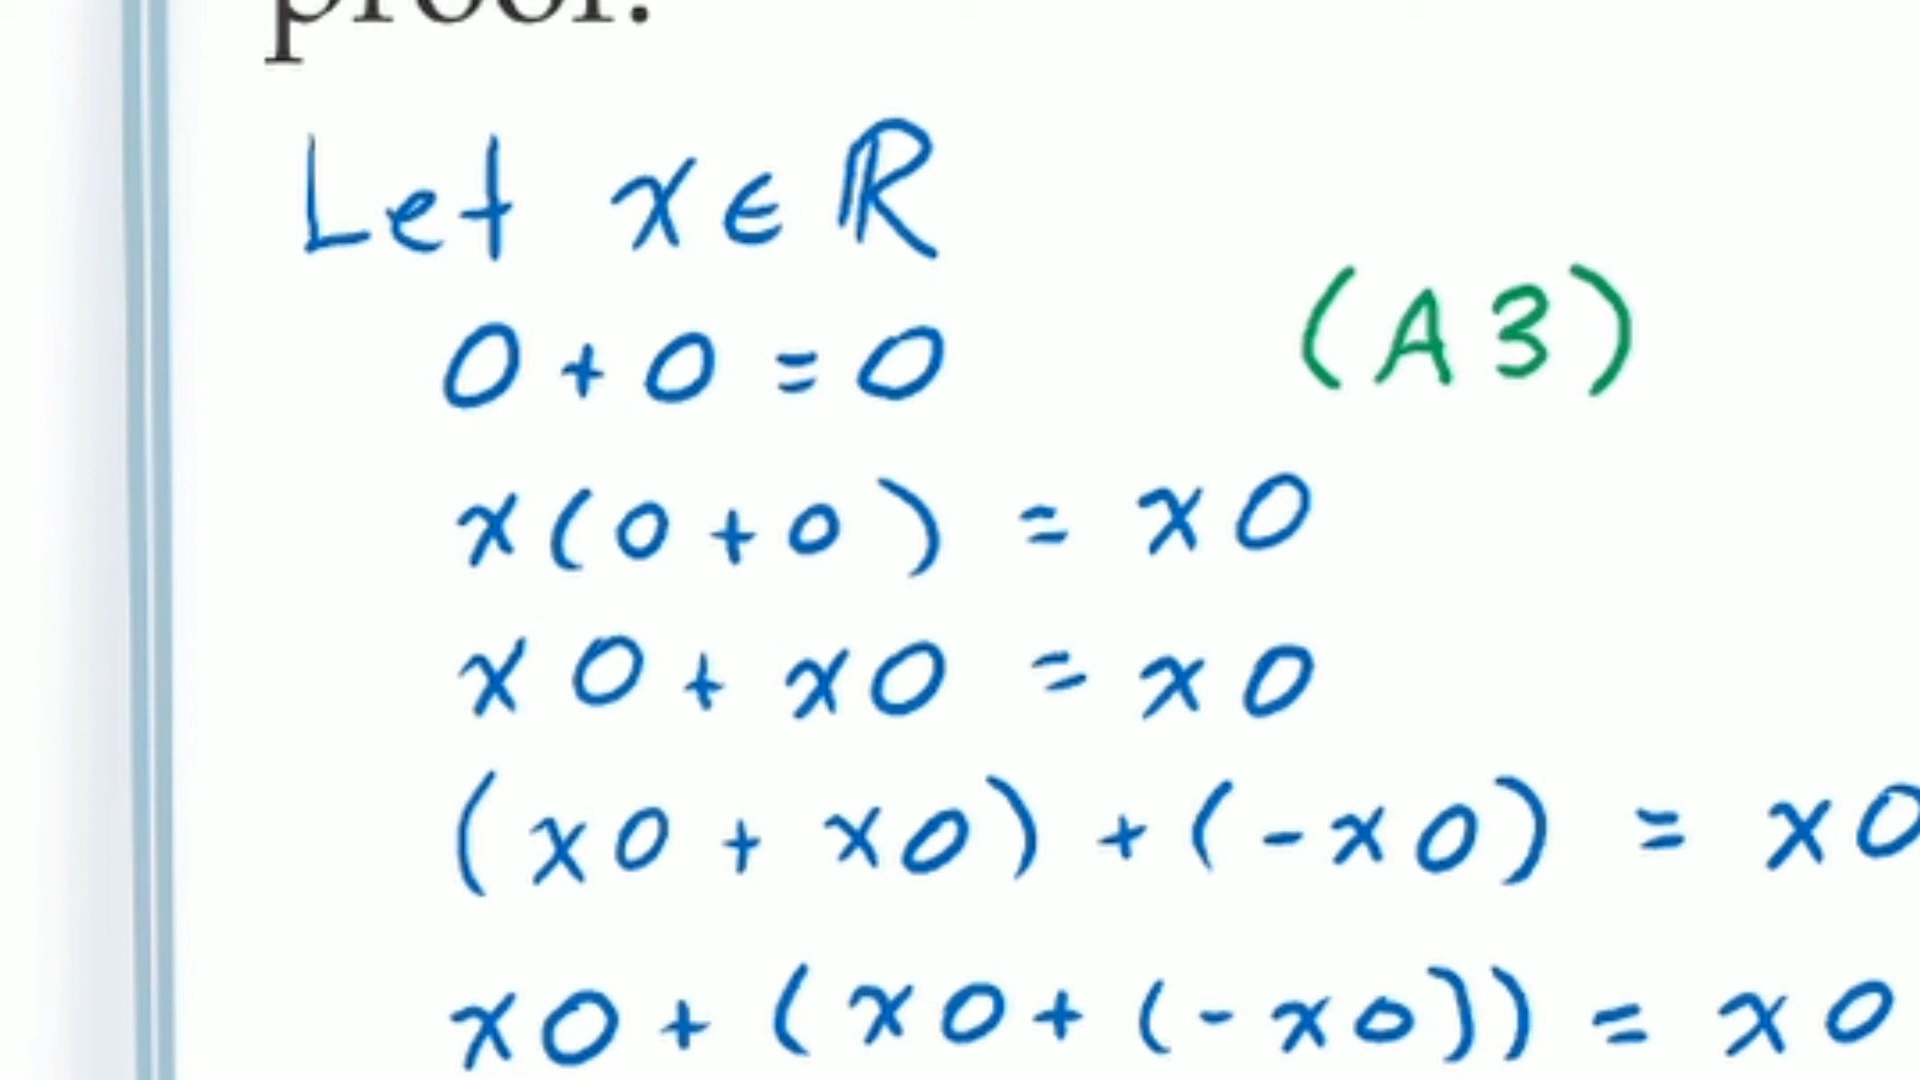 proof.
Let x ∈ ℝ
0 + 0 = 0 (A3)
x(0 + 0) = x0
x0 + x0 = x0
(x0 + x0) + (-x0) = x0
x0 + (x0 + (-x0)) = x0